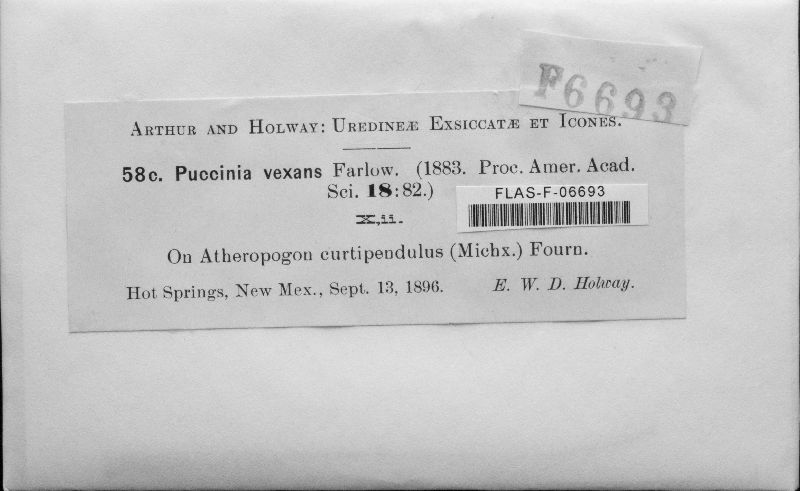 F6693
ARTHUR AND HOLWAY: UREDINEÆ EXSICCATÆ ET ICONES.
58c. Puccinia vexans Farlow. (1883. Proc. Amer. Acad.
Sci. 18:82.)
FLAS-F-06693
X,ii.
On Atheropogon curtipendulus (Michx.) Fourn.
Hot Springs, New Mex., Sept. 13, 1896. E. W. D. Holway.